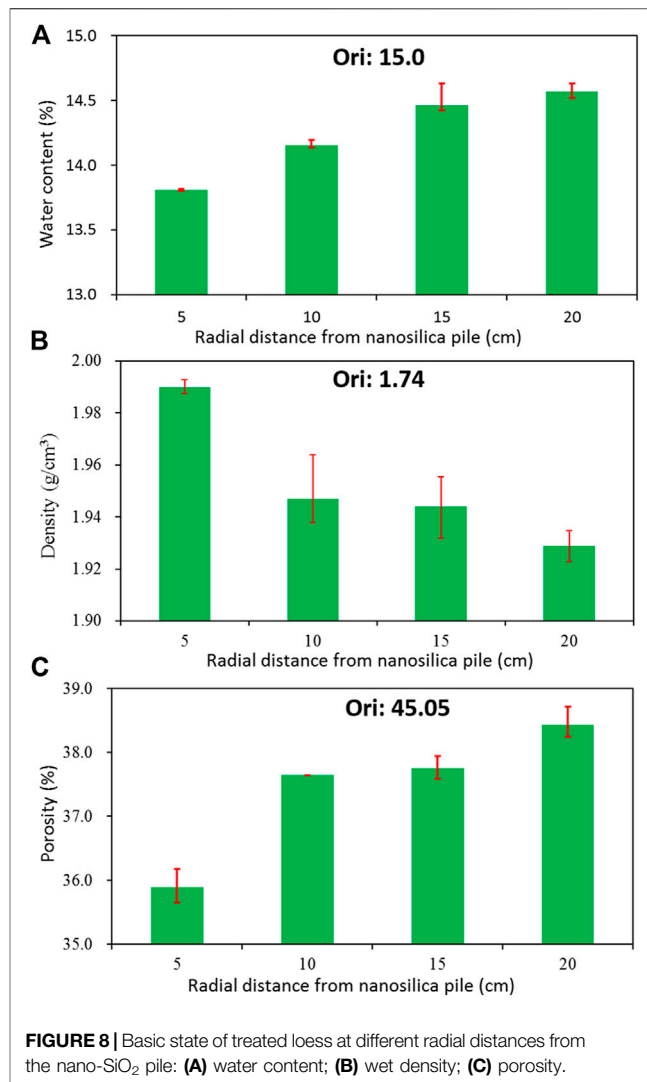 A
15.0
14.5
14.0
13.5
13.0
Water content (%)
Ori: 15.0
5 10 15 20
Radial distance from nanosilica pile (cm)
B
2.00
1.98
1.96
1.94
1.92
1.90
Density (g/cm³)
Ori: 1.74
5 10 15 20
Radial distance from nanosilica pile (cm)
C
39.0
38.0
37.0
36.0
35.0
Porosity (%)
Ori: 45.05
5 10 15 20
Radial distance from nanosilica pile (cm)
FIGURE 8 | Basic state of treated loess at different radial distances from
the nano-SiO₂ pile: (A) water content; (B) wet density; (C) porosity.